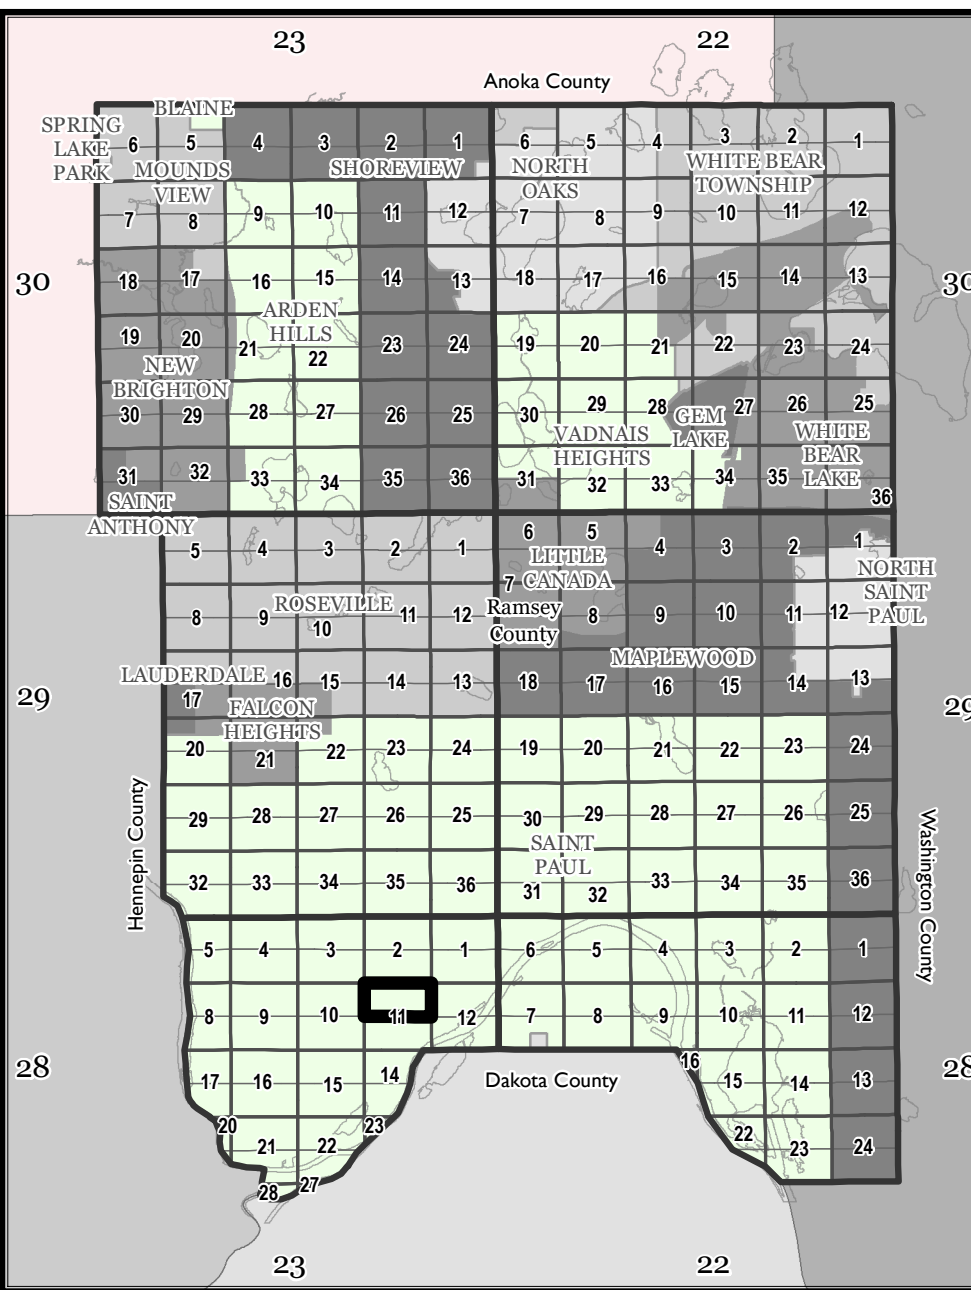 23 22
Anoka County
BLAINE
SPRING
LAKE
PARK
6 5 4 3 2 1 6 5 4 3 2 1
MOUNDS
VIEW
SHOREVIEW
NORTH
OAKS
WHITE BEAR
TOWNSHIP
7 8 9 10 11 12 7 8 9 10 11 12
30 18 17 16 15 14 13 18 17 16 15 14 13 30
ARDEN
HILLS
19 20 21 22 23 24 19 20 21 22 23 24
NEW
BRIGHTON
30 29 28 27 26 25 30 29 28 27 26 25
GEM
LAKE
VADNAIS
HEIGHTS
WHITE
BEAR
LAKE
31 32 33 34 35 36 31 32 33 34 35 36
SAINT
ANTHONY
5 4 3 2 1 6 5 4 3 2 1
LITTLE
CANADA
NORTH
SAINT
PAUL
ROSEVILLE
Ramsey
County
8 9 10 11 12 7 8 9 10 11 12
MAPLEWOOD
LAUDERDALE
29 17 16 15 14 13 18 17 16 15 14 13 29
FALCON
HEIGHTS
20 21 22 23 24 19 20 21 22 23 24
Hennepin County
Washington County
29 28 27 26 25 30 29 28 27 26 25
SAINT
PAUL
32 33 34 35 36 31 32 33 34 35 36
5 4 3 2 1 6 5 4 3 2 1
8 9 10 11 12 7 8 9 10 11 12
28 17 16 15 14 16 15 14 13 28
Dakota County
20 21 22 23 22 23 24
28 27
23 22